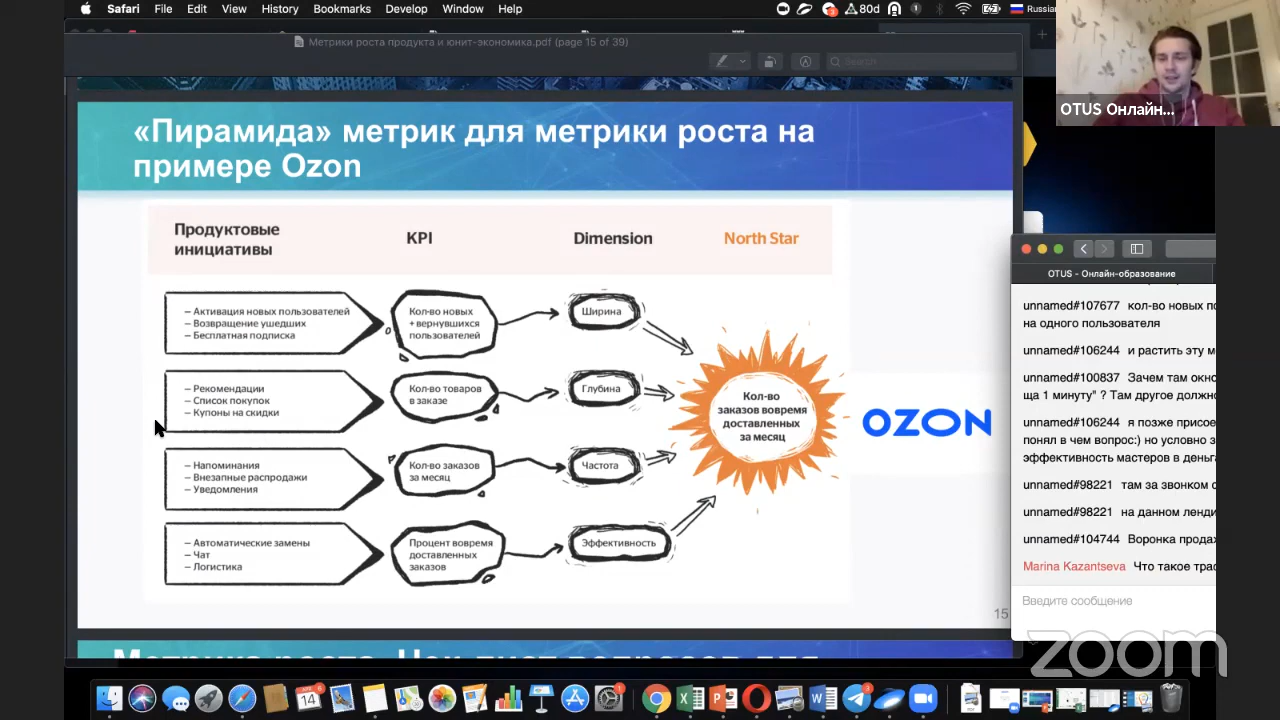 Safari File Edit View History Bookmarks Develop Window Help
80d
Russian
Метрики роста продукта и юнит-экономика.pdf (page 15 of 39)
Search
OTUS Онлайн...
«Пирамида» метрик для метрики роста на
примере Ozon
Продуктовые
инициативы
KPI
Dimension
North Star
– Активация новых пользователей
– Возвращение ушедших
– Бесплатная подписка
Кол-во новых
+ вернувшихся
пользователей
Ширина
– Рекомендации
– Список покупок
– Купоны на скидки
Кол-во товаров
в заказе
Глубина
– Напоминания
– Внезапные распродажи
– Уведомления
Кол-во заказов
за месяц
Частота
– Автоматические замены
– Чат
– Логистика
Процент вовремя
доставленных
заказов
Эффективность
Кол-во
заказов вовремя
доставленных
за месяц
OZON
15
OTUS - Онлайн-образование
unnamed#107677 кол-во новых по
на одного пользователя
unnamed#106244 и растить эту м
unnamed#100837 Зачем там окно
ща 1 минуту" ? Там другое должно
unnamed#106244 я позже присое
понял в чем вопрос:) но условно з
эффективность мастеров в деньга
unnamed#98221 там за звонком с
unnamed#98221 на данном ленди
unnamed#104744 Воронка продаж
Marina Kazantseva Что такое тра
Введите сообщение
zoom